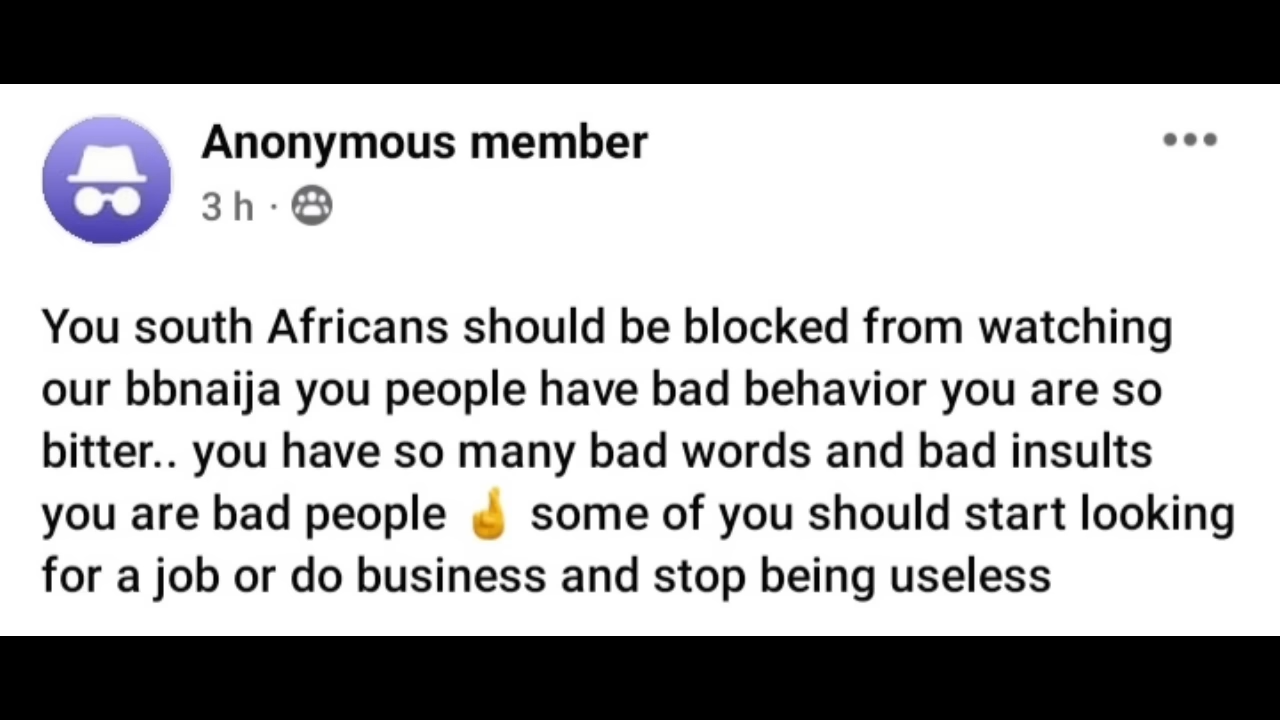 Anonymous member
3 h ·
You south Africans should be blocked from watching
our bbnaija you people have bad behavior you are so
bitter.. you have so many bad words and bad insults
you are bad people 🤞 some of you should start looking
for a job or do business and stop being useless